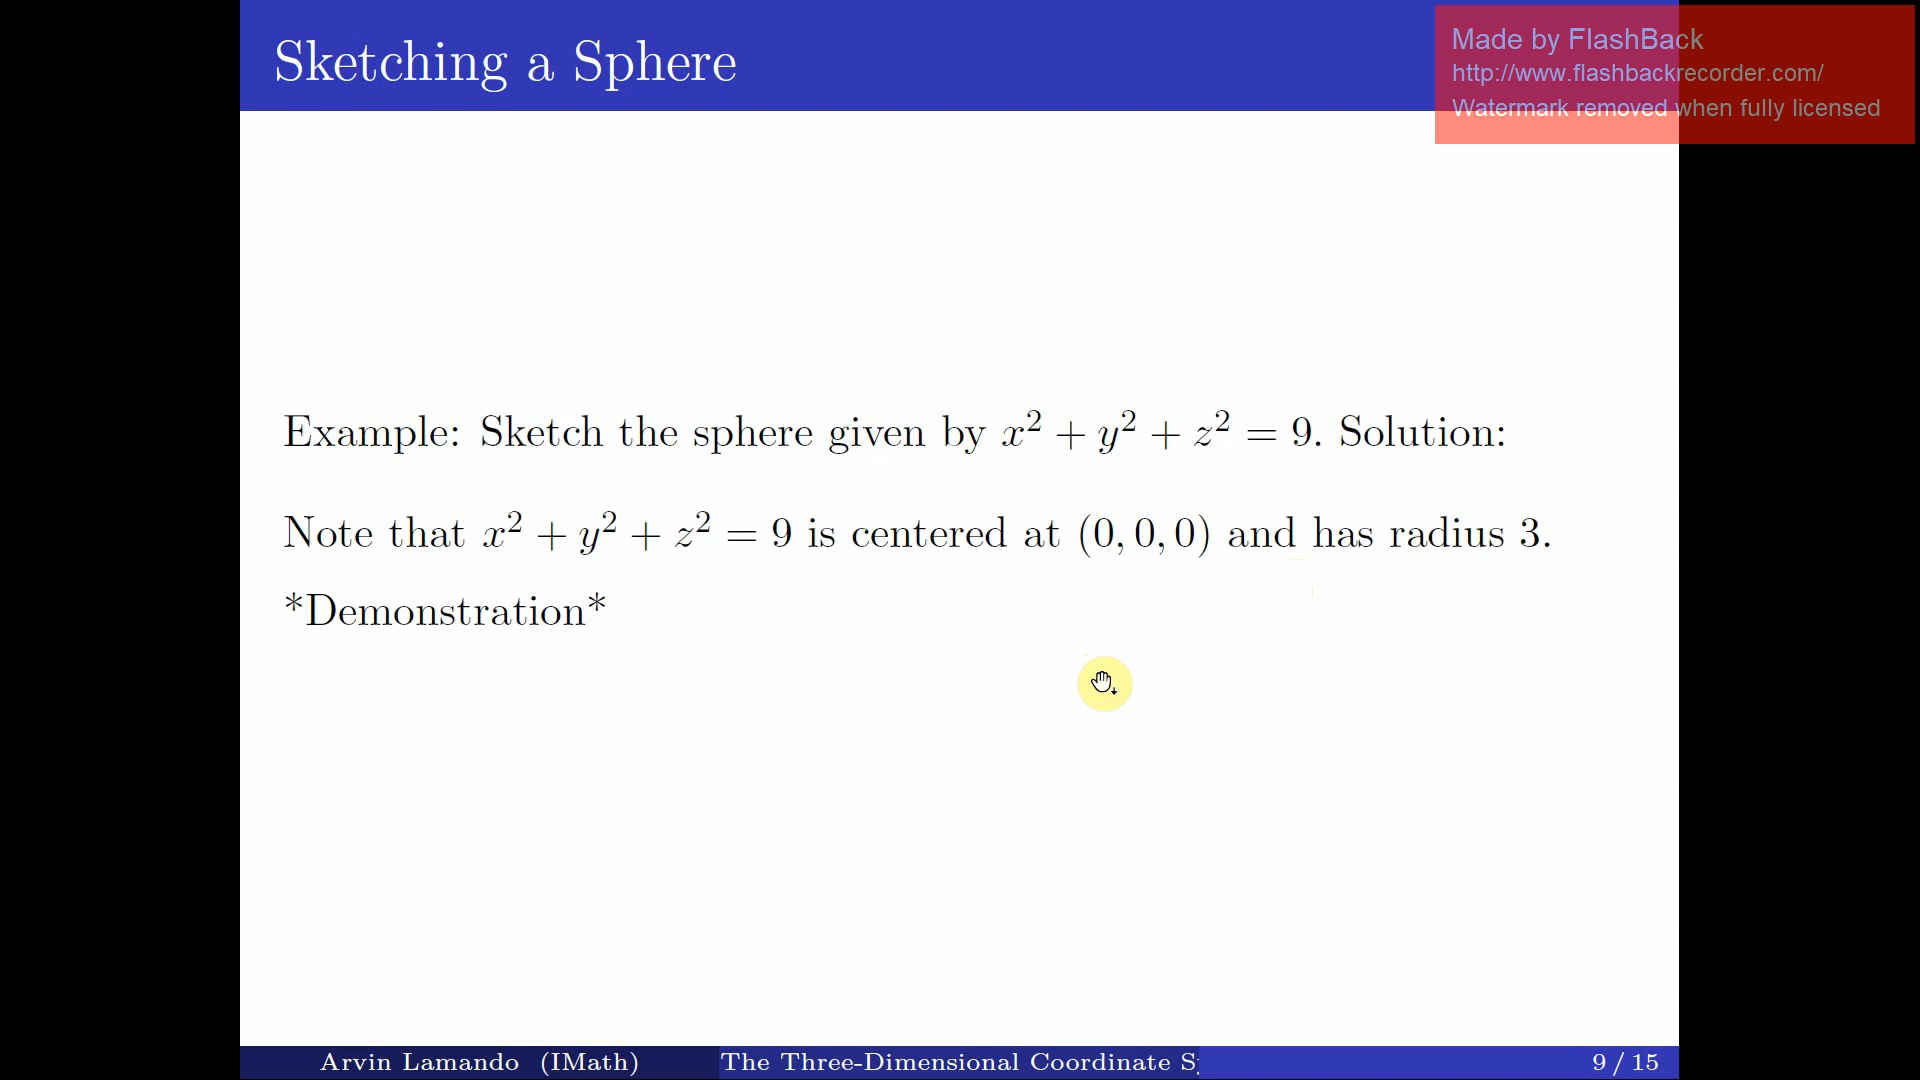 Sketching a Sphere
Made by FlashBack
http://www.flashbackrecorder.com/
Watermark removed when fully licensed
Example: Sketch the sphere given by x² + y² + z² = 9. Solution:
Note that x² + y² + z² = 9 is centered at (0, 0, 0) and has radius 3.
*Demonstration*
Arvin Lamando (IMath) The Three-Dimensional Coordinate S 9 / 15